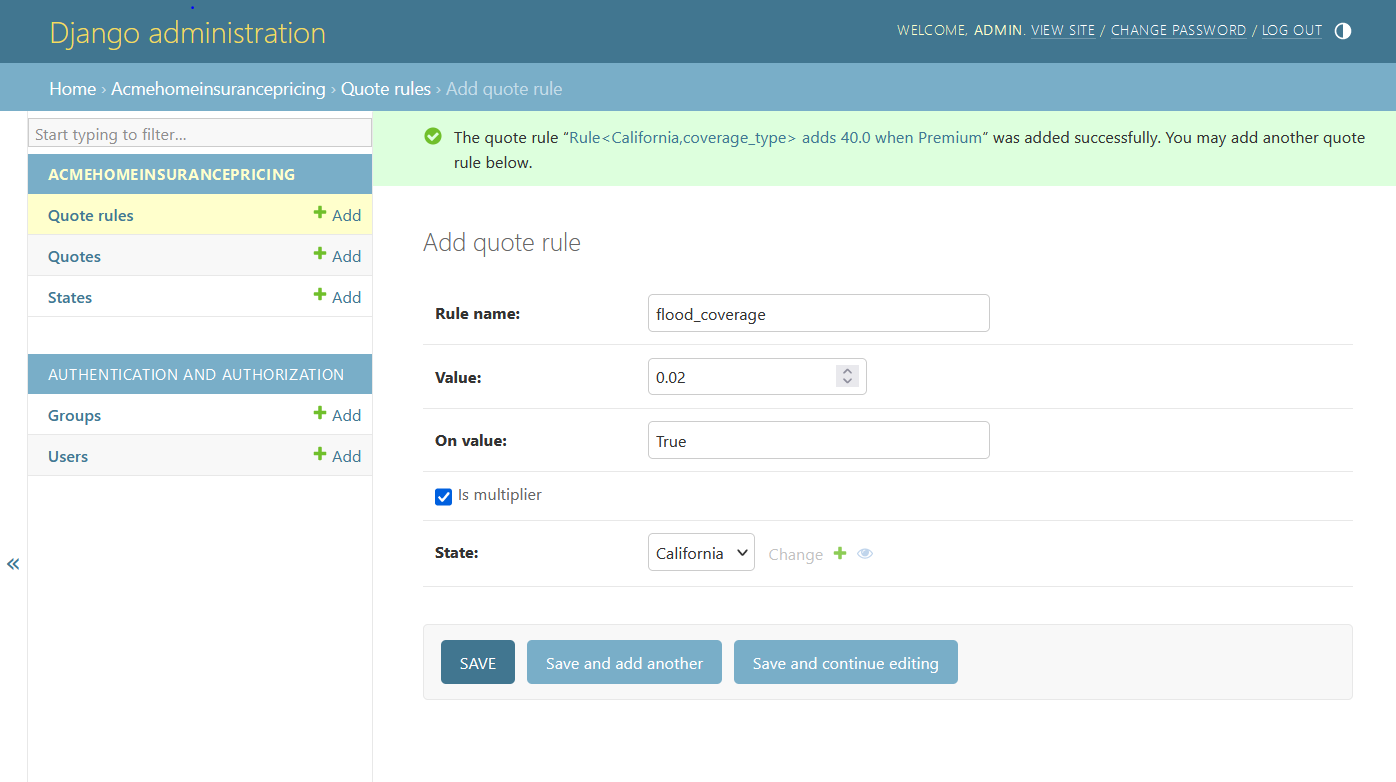 Django administration
WELCOME, ADMIN. VIEW SITE / CHANGE PASSWORD / LOG OUT
Home › Acmehomeinsurancepricing › Quote rules › Add quote rule
Start typing to filter...
ACMEHOMEINSURANCEPRICING
Quote rules + Add
Quotes + Add
States + Add
AUTHENTICATION AND AUTHORIZATION
Groups + Add
Users + Add
«
The quote rule “Rule<California,coverage_type> adds 40.0 when Premium” was added successfully. You may add another quote
rule below.
Add quote rule
Rule name: flood_coverage
Value: 0.02
On value: True
Is multiplier
State: California Change
SAVE Save and add another Save and continue editing